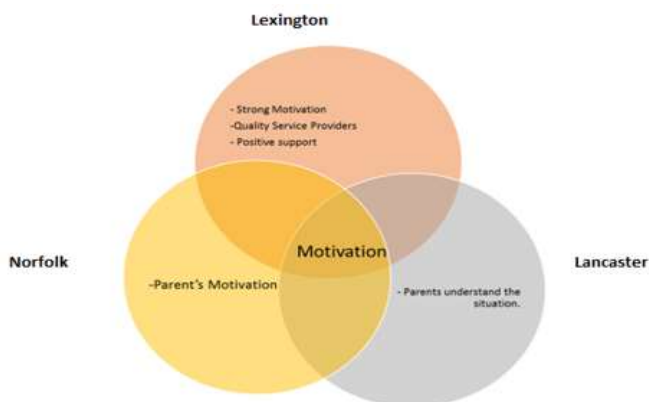 Lexington
- Strong Motivation
-Quality Service Providers
- Positive support
Motivation
Norfolk
Lancaster
-Parent's Motivation
- Parents understand the
situation.